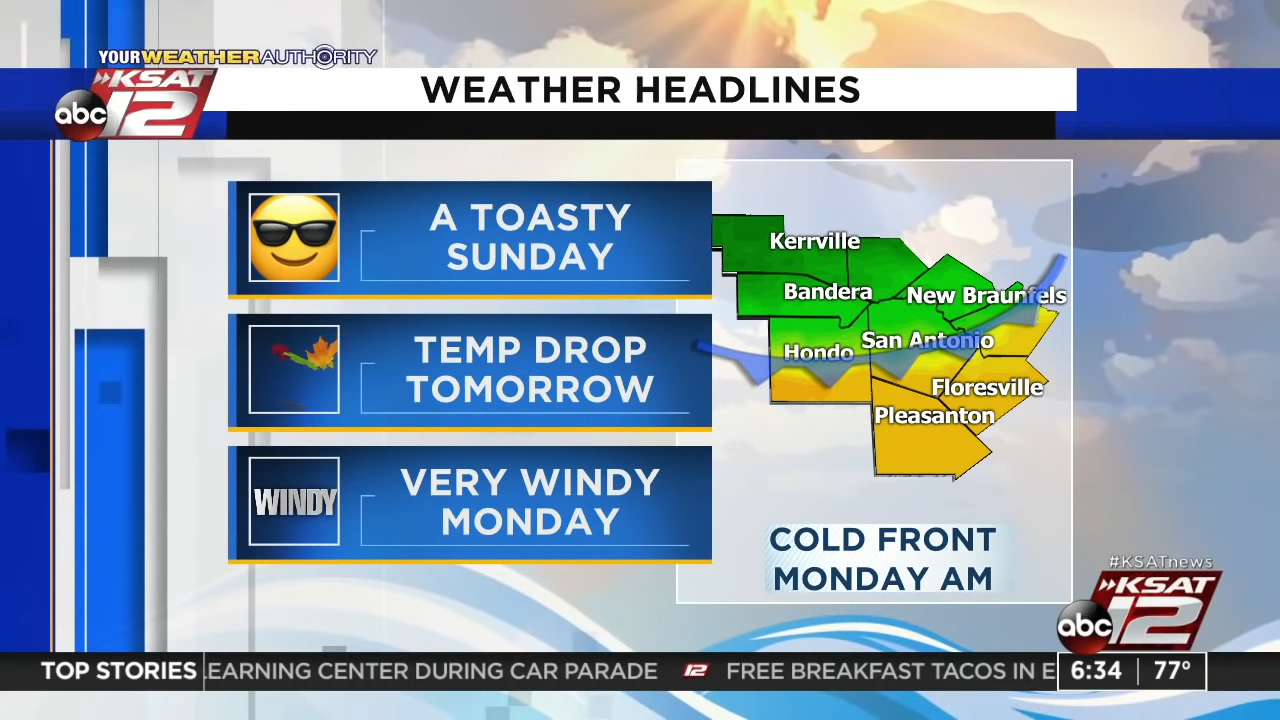 YOURWEATHERAUTHORITY
KSAT
abc 12
WEATHER HEADLINES
A TOASTY
SUNDAY
TEMP DROP
TOMORROW
WINDY
VERY WINDY
MONDAY
Kerrville
Bandera
New Braunfels
San Antonio
Hondo
Floresville
Pleasanton
COLD FRONT
MONDAY AM
#KSATnews
KSAT
abc 12
TOP STORIES EARNING CENTER DURING CAR PARADE 12 FREE BREAKFAST TACOS IN E 6:34 77°